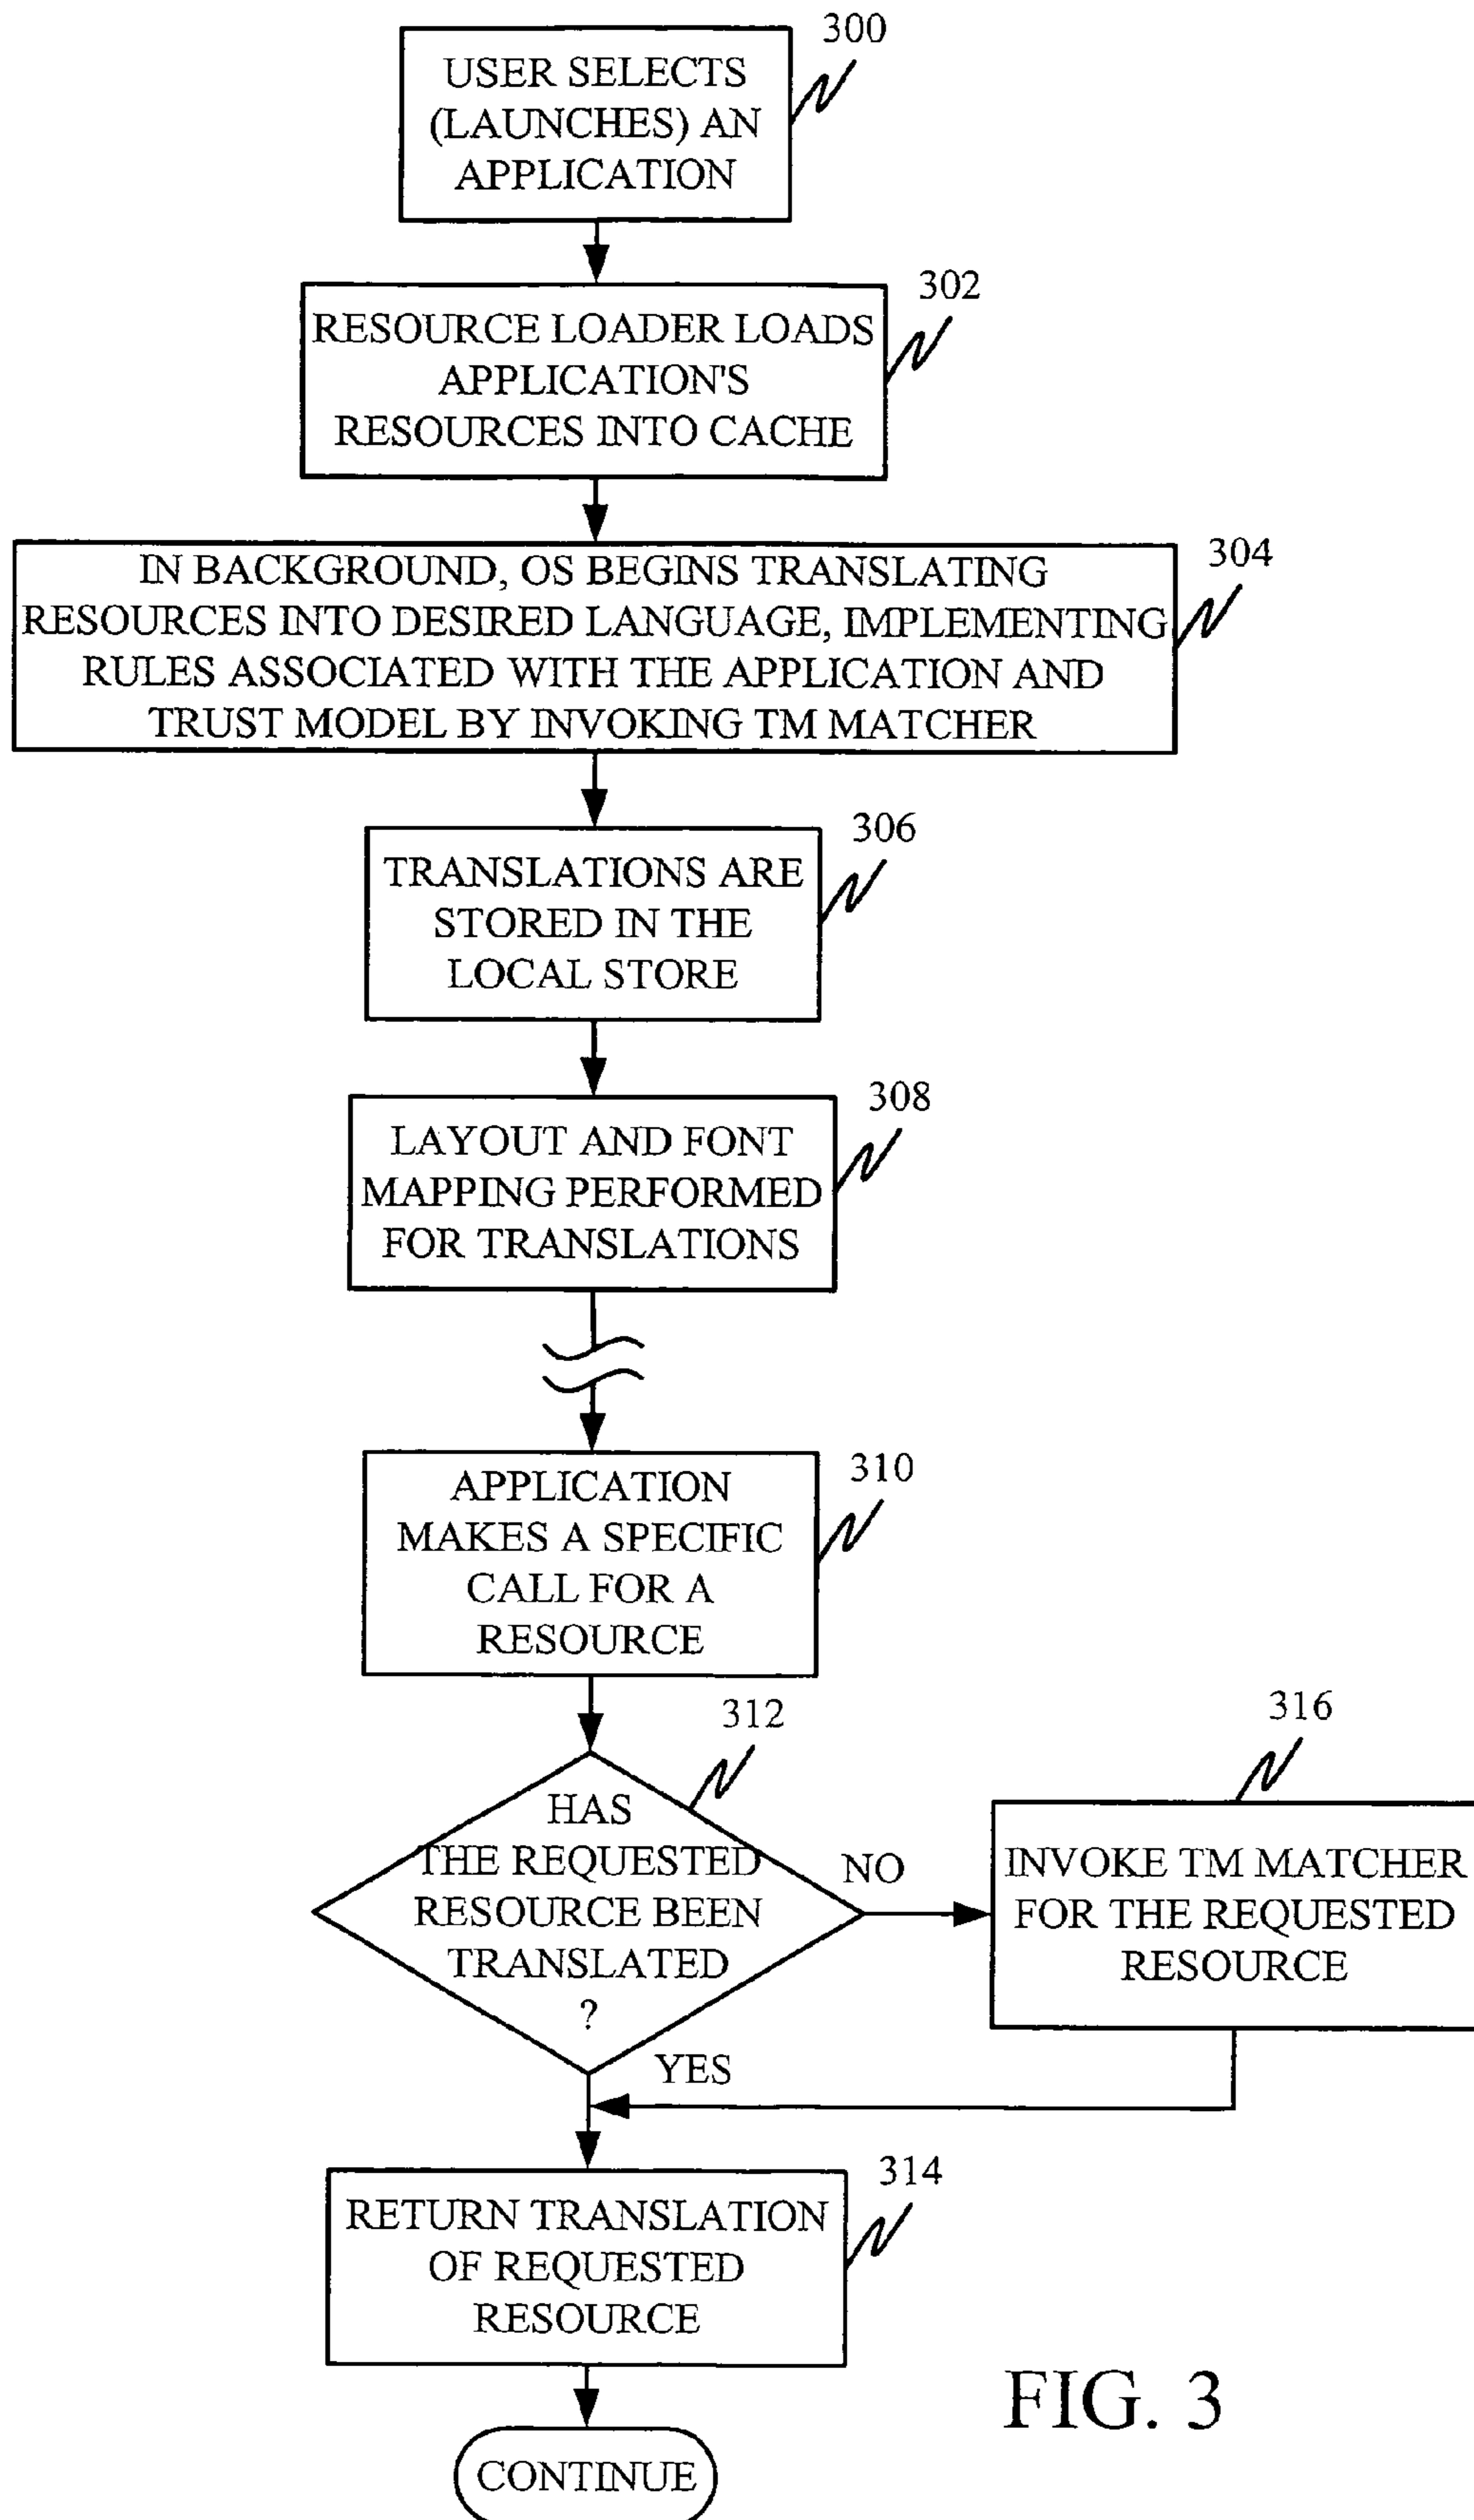 300
USER SELECTS
(LAUNCHES) AN
APPLICATION
302
RESOURCE LOADER LOADS
APPLICATION'S
RESOURCES INTO CACHE
304
IN BACKGROUND, OS BEGINS TRANSLATING
RESOURCES INTO DESIRED LANGUAGE, IMPLEMENTING
RULES ASSOCIATED WITH THE APPLICATION AND
TRUST MODEL BY INVOKING TM MATCHER
306
TRANSLATIONS ARE
STORED IN THE
LOCAL STORE
308
LAYOUT AND FONT
MAPPING PERFORMED
FOR TRANSLATIONS
310
APPLICATION
MAKES A SPECIFIC
CALL FOR A
RESOURCE
312
HAS
THE REQUESTED
RESOURCE BEEN
TRANSLATED
?
NO
316
INVOKE TM MATCHER
FOR THE REQUESTED
RESOURCE
YES
314
RETURN TRANSLATION
OF REQUESTED
RESOURCE
FIG. 3
CONTINUE